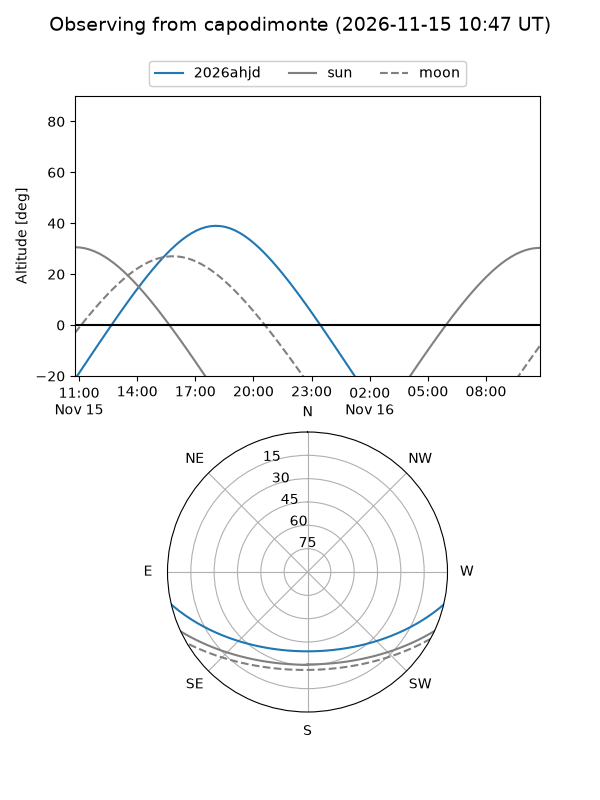 Observing from capodimonte (2026-11-15 10:47 UT)
2026ahjd sun moon
Altitude [deg]
80
60
40
20
0
−20
11:00 14:00 17:00 20:00 23:00 02:00 05:00 08:00
Nov 15 Nov 16
N
NE NW
15
30
45
60
75
E W
SE SW
S